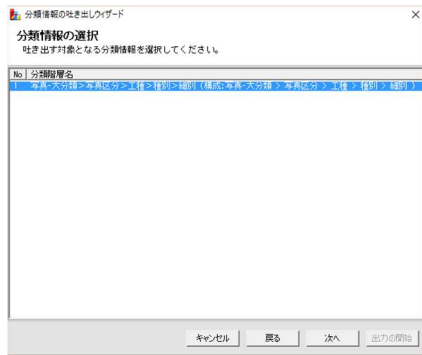 分類情報の吐き出しウィザード
分類情報の選択
吐き出す対象となる分類情報を選択してください。
No 分類階層名
1 写真-大分類>写真区分>工種>種別>細別 (構成:写真-大分類 > 写真区分 > 工種 > 種別 > 細別 )
キャンセル 戻る 次へ 出力の開始